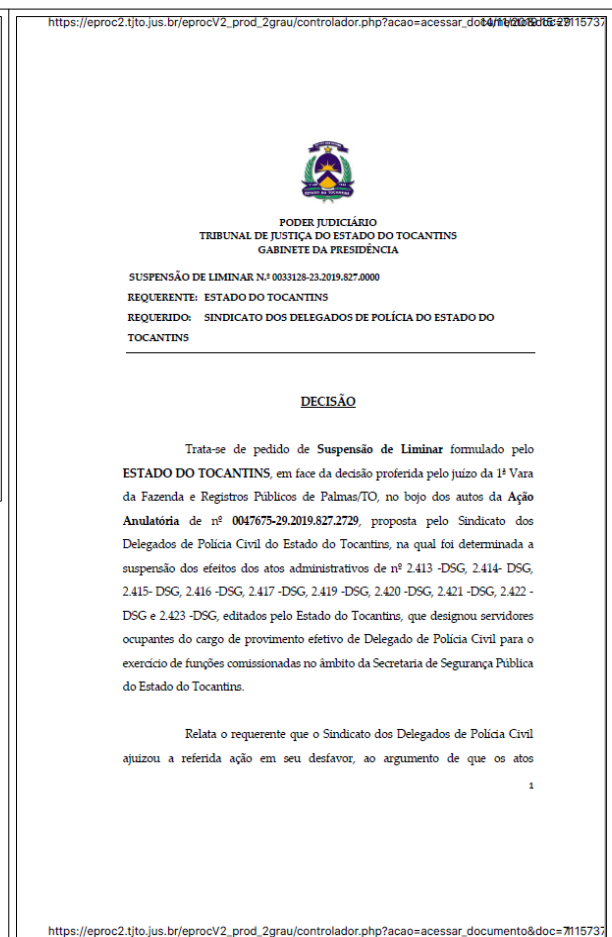 https://eproc2.tjto.jus.br/eprocV2_prod_2grau/controlador.php?acao=acessar_documento&doc=7115737
PODER JUDICIÁRIO
TRIBUNAL DE JUSTIÇA DO ESTADO DO TOCANTINS
GABINETE DA PRESIDÊNCIA
SUSPENSÃO DE LIMINAR N.º 0033128-23.2019.827.0000
REQUERENTE: ESTADO DO TOCANTINS
REQUERIDO: SINDICATO DOS DELEGADOS DE POLÍCIA DO ESTADO DO
TOCANTINS
DECISÃO
Trata-se de pedido de Suspensão de Liminar formulado pelo
ESTADO DO TOCANTINS, em face da decisão proferida pelo juízo da 1ª Vara
da Fazenda e Registros Públicos de Palmas/TO, no bojo dos autos da Ação
Anulatória de nº 0047675-29.2019.827.2729, proposta pelo Sindicato dos
Delegados de Polícia Civil do Estado do Tocantins, na qual foi determinada a
suspensão dos efeitos dos atos administrativos de nº 2.413 -DSG, 2.414- DSG,
2.415- DSG, 2.416 -DSG, 2.417 -DSG, 2.419 -DSG, 2.420 -DSG, 2.421 -DSG, 2.422 -
DSG e 2.423 -DSG, editados pelo Estado do Tocantins, que designou servidores
ocupantes do cargo de provimento efetivo de Delegado de Polícia Civil para o
exercício de funções comissionadas no âmbito da Secretaria de Segurança Pública
do Estado do Tocantins.
Relata o requerente que o Sindicato dos Delegados de Polícia Civil
ajuizou a referida ação em seu desfavor, ao argumento de que os atos
1
https://eproc2.tjto.jus.br/eprocV2_prod_2grau/controlador.php?acao=acessar_documento&doc=7115737